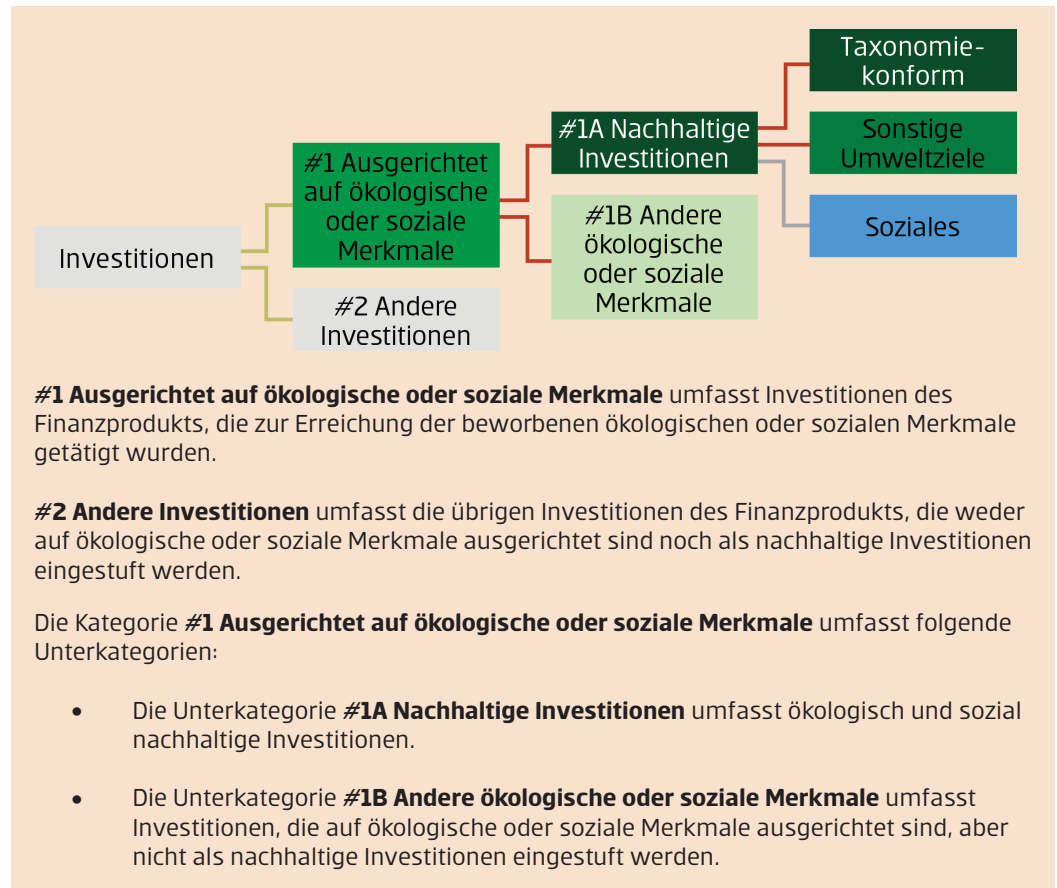 Taxonomie-
konform
#1A Nachhaltige
Investitionen
Sonstige
Umweltziele
#1 Ausgerichtet
auf ökologische
oder soziale
Merkmale
#1B Andere
ökologische
oder soziale
Merkmale
Soziales
Investitionen
#2 Andere
Investitionen
#1 Ausgerichtet auf ökologische oder soziale Merkmale umfasst Investitionen des
Finanzprodukts, die zur Erreichung der beworbenen ökologischen oder sozialen Merkmale
getätigt wurden.
#2 Andere Investitionen umfasst die übrigen Investitionen des Finanzprodukts, die weder
auf ökologische oder soziale Merkmale ausgerichtet sind noch als nachhaltige Investitionen
eingestuft werden.
Die Kategorie #1 Ausgerichtet auf ökologische oder soziale Merkmale umfasst folgende
Unterkategorien:
• Die Unterkategorie #1A Nachhaltige Investitionen umfasst ökologisch und sozial
nachhaltige Investitionen.
• Die Unterkategorie #1B Andere ökologische oder soziale Merkmale umfasst
Investitionen, die auf ökologische oder soziale Merkmale ausgerichtet sind, aber
nicht als nachhaltige Investitionen eingestuft werden.